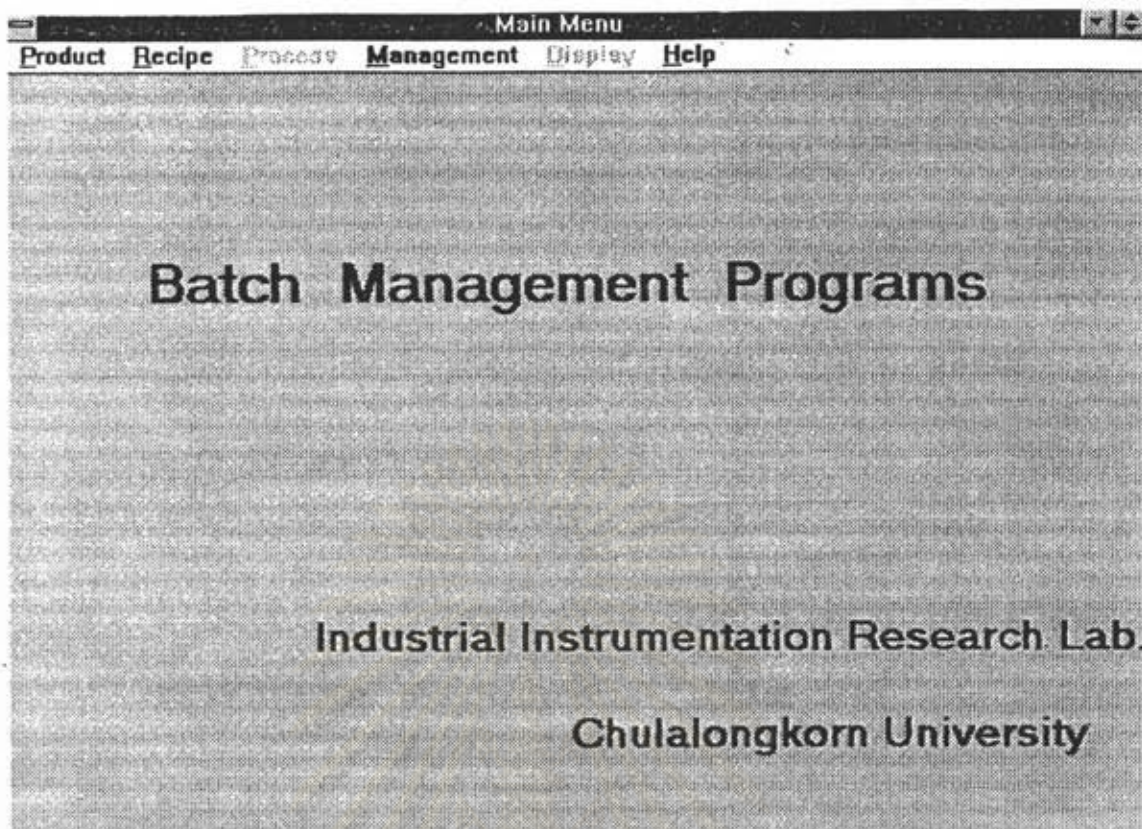 Main Menu
Product Recipe Process Management Display Help
Batch Management Programs
Industrial Instrumentation Research Lab.
Chulalongkorn University